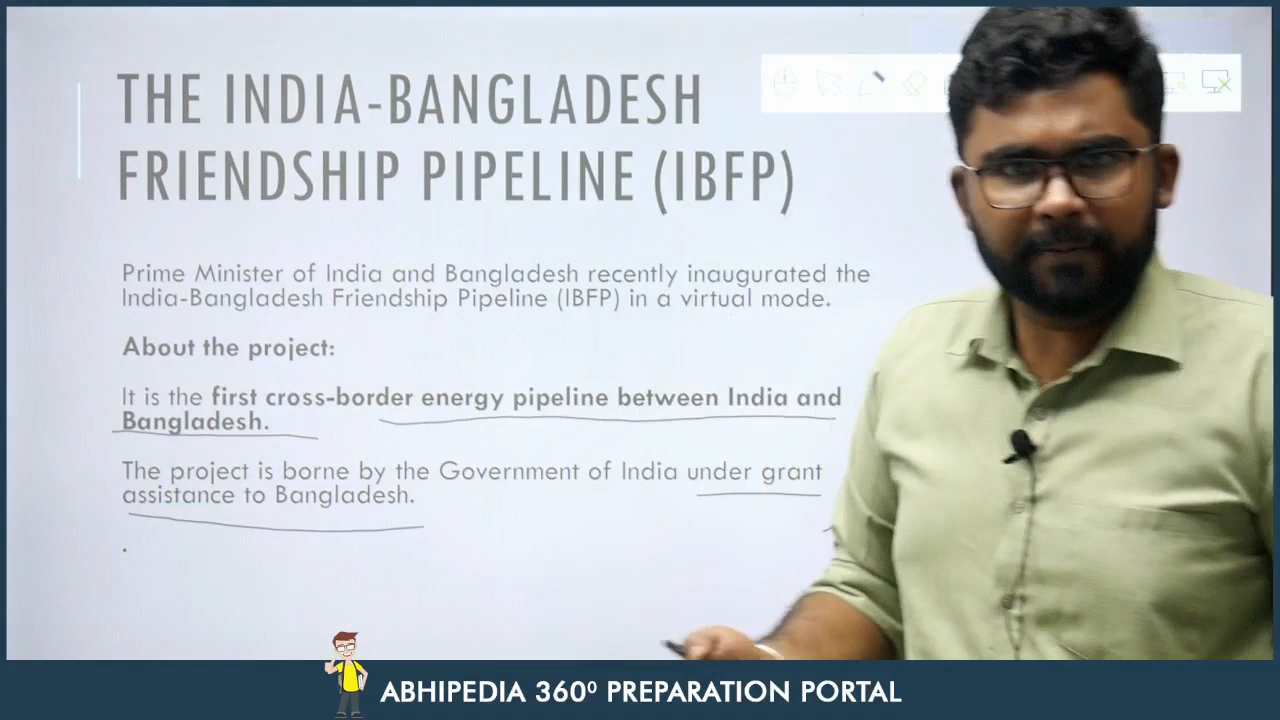 THE INDIA-BANGLADESH
FRIENDSHIP PIPELINE (IBFP)
Prime Minister of India and Bangladesh recently inaugurated the
India-Bangladesh Friendship Pipeline (IBFP) in a virtual mode.
About the project:
It is the first cross-border energy pipeline between India and
Bangladesh.
The project is borne by the Government of India under grant
assistance to Bangladesh.
.
ABHIPEDIA 360⁰ PREPARATION PORTAL